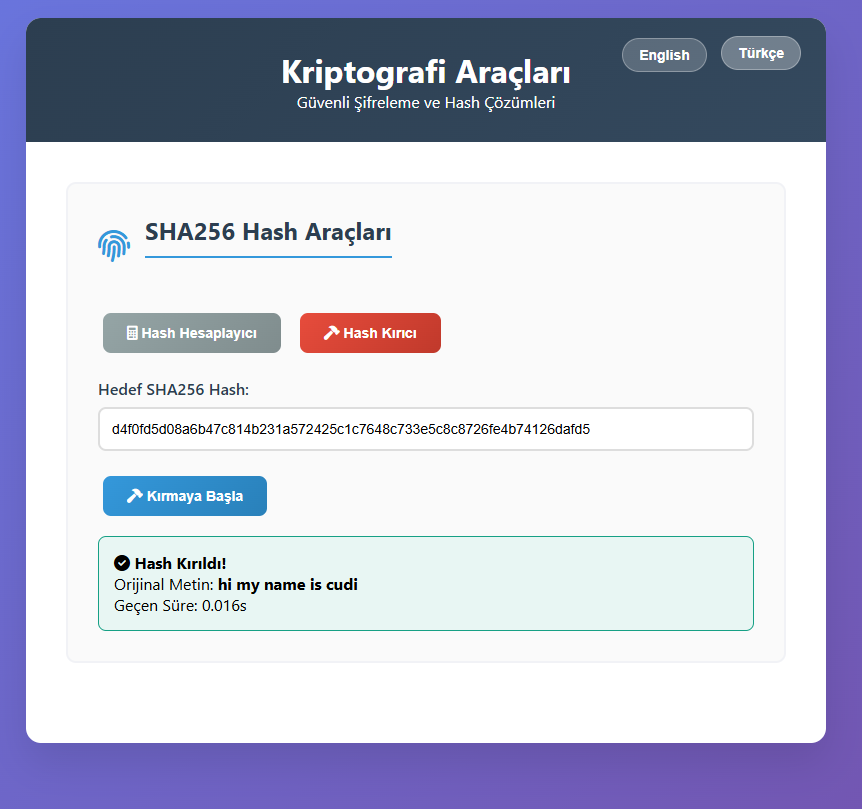 English
Türkçe
Kriptografi Araçları
Güvenli Şifreleme ve Hash Çözümleri
SHA256 Hash Araçları
Hash Hesaplayıcı
Hash Kırıcı
Hedef SHA256 Hash:
d4f0fd5d08a6b47c814b231a572425c1c7648c733e5c8c8726fe4b74126dafd5
Kırmaya Başla
Hash Kırıldı!
Orijinal Metin: hi my name is cudi
Geçen Süre: 0.016s